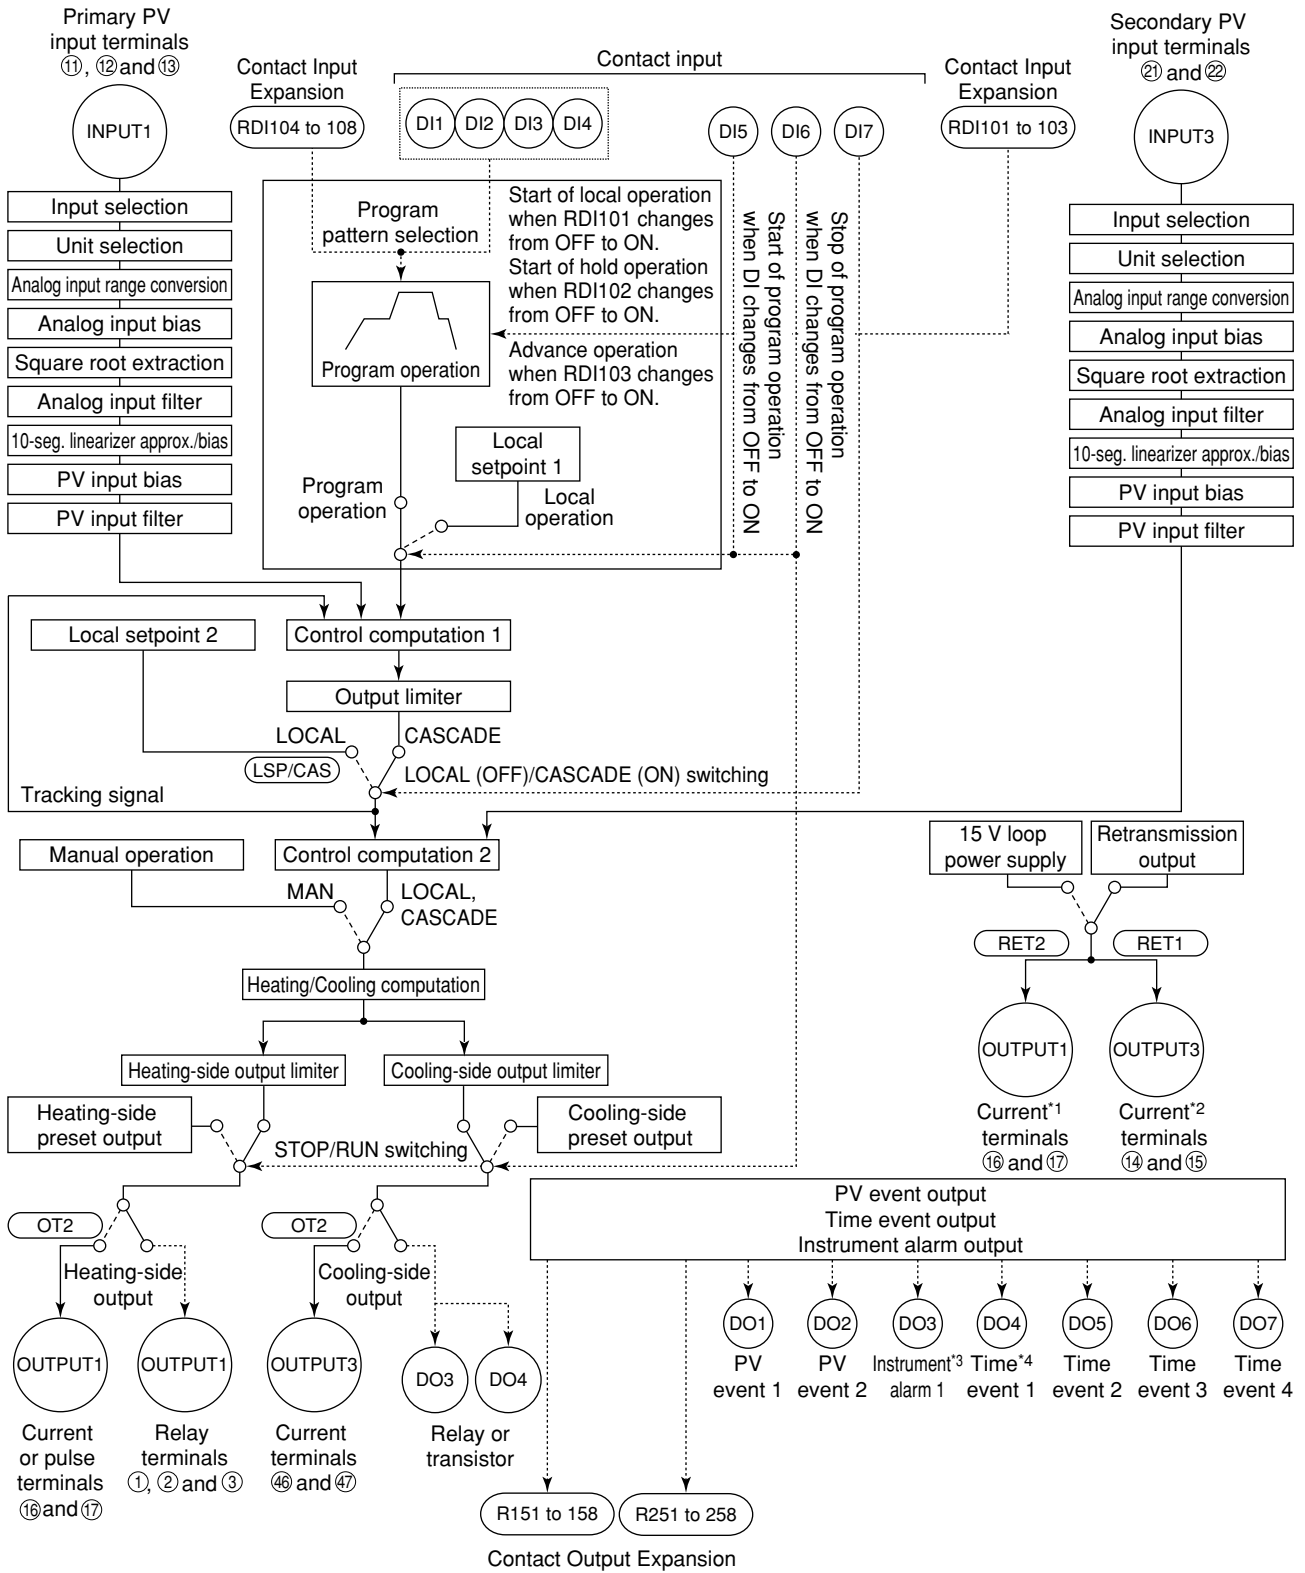 Primary PV
input terminals
⑪, ⑫ and ⑬
INPUT1
Contact Input
Expansion
RDI104 to 108
Contact input
DI1
DI2
DI3
DI4
DI5
DI6
DI7
Contact Input
Expansion
RDI101 to 103
Secondary PV
input terminals
㉑ and ㉒
INPUT3
Input selection
Unit selection
Analog input range conversion
Analog input bias
Square root extraction
Analog input filter
10-seg. linearizer approx./bias
PV input bias
PV input filter
Program
pattern selection
Program operation
Start of local operation
when RDI101 changes
from OFF to ON.
Start of hold operation
when RDI102 changes
from OFF to ON.
Advance operation
when RDI103 changes
from OFF to ON.
Local
setpoint 1
Program
operation
Local
operation
Start of program operation
when DI changes from OFF to ON
Stop of program operation
when DI changes from OFF to ON
Input selection
Unit selection
Analog input range conversion
Analog input bias
Square root extraction
Analog input filter
10-seg. linearizer approx./bias
PV input bias
PV input filter
Local setpoint 2
Control computation 1
Output limiter
LOCAL
CASCADE
LSP/CAS
LOCAL (OFF)/CASCADE (ON) switching
Tracking signal
Manual operation
Control computation 2
MAN
LOCAL,
CASCADE
Heating/Cooling computation
15 V loop
power supply
Retransmission
output
RET2
RET1
OUTPUT1
OUTPUT3
Current*1
terminals
⑯ and ⑰
Current*2
terminals
⑭ and ⑮
Heating-side output limiter
Cooling-side output limiter
Heating-side
preset output
Cooling-side
preset output
STOP/RUN switching
OT2
Heating-side
output
OT2
Cooling-side
output
OUTPUT1
OUTPUT1
OUTPUT3
DO3
DO4
Current
or pulse
terminals
⑯ and ⑰
Relay
terminals
①, ② and ③
Current
terminals
㊻ and ㊼
Relay or
transistor
PV event output
Time event output
Instrument alarm output
DO1
DO2
DO3
DO4
DO5
DO6
DO7
PV
event 1
PV
event 2
Instrument*3
alarm 1
Time*4
event 1
Time
event 2
Time
event 3
Time
event 4
R151 to 158
R251 to 258
Contact Output Expansion